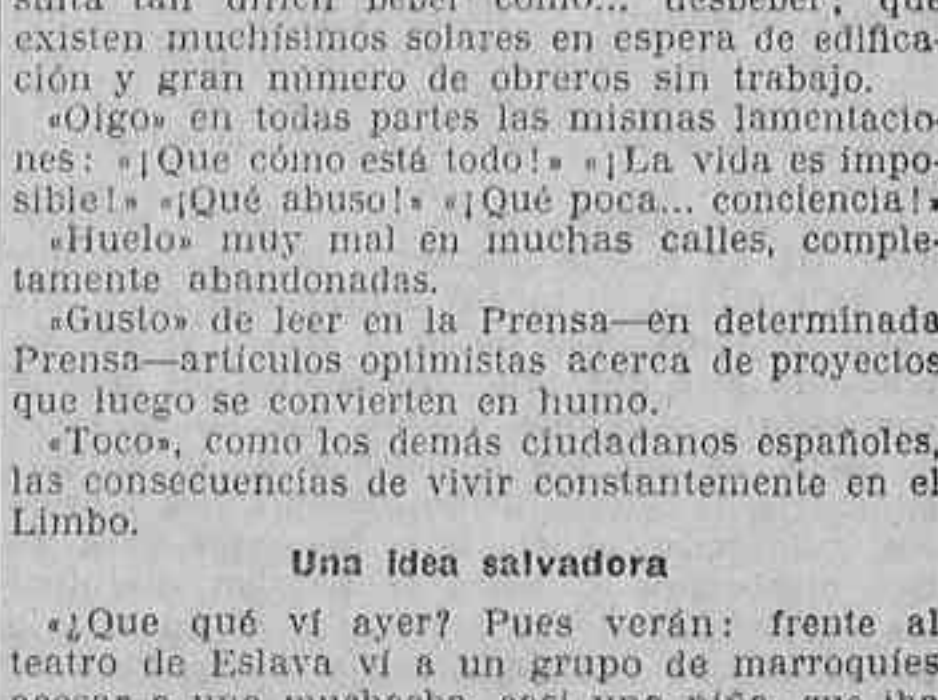 existen muchísimos solares en espera de edifica-
ción y gran número de obreros sin trabajo.
«Oigo» en todas partes las mismas lamentacio-
nes: «¡Que cómo está todo!» «¡La vida es impo-
sible!» «¡Qué abuso!» «¡Qué poca... conciencia!»
«Huelo» muy mal en muchas calles, comple-
tamente abandonadas.
«Gusto» de leer en la Prensa—en determinada
Prensa—artículos optimistas acerca de proyectos
que luego se convierten en humo.
«Toco», como los demás ciudadanos españoles,
las consecuencias de vivir constantemente en el
Limbo.
Una idea salvadora
«¿Que qué ví ayer? Pues verán: frente al
teatro de Eslava ví a un grupo de marroquíes